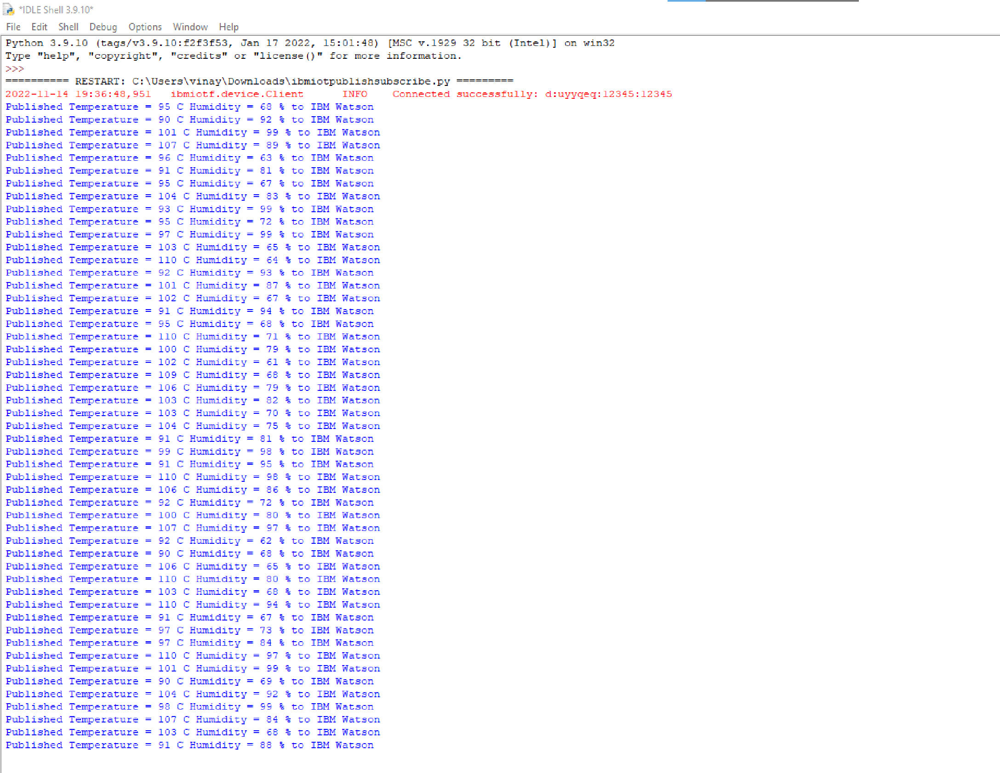 *IDLE Shell 3.9.10*
File Edit Shell Debug Options Window Help
Python 3.9.10 (tags/v3.9.10:f2f3f53, Jan 17 2022, 15:01:48) [MSC v.1929 32 bit (Intel)] on win32
Type "help", "copyright", "credits" or "license()" for more information.
>>>
========== RESTART: C:\Users\vinay\Downloads\ibmiotpublishsubscribe.py =========
2022-11-14 19:36:48,951   ibmiotf.device.Client      INFO    Connected successfully: d:uyyqeq:12345:12345
Published Temperature = 95 C Humidity = 68 % to IBM Watson
Published Temperature = 90 C Humidity = 92 % to IBM Watson
Published Temperature = 101 C Humidity = 99 % to IBM Watson
Published Temperature = 107 C Humidity = 89 % to IBM Watson
Published Temperature = 96 C Humidity = 63 % to IBM Watson
Published Temperature = 91 C Humidity = 81 % to IBM Watson
Published Temperature = 95 C Humidity = 67 % to IBM Watson
Published Temperature = 104 C Humidity = 83 % to IBM Watson
Published Temperature = 93 C Humidity = 99 % to IBM Watson
Published Temperature = 95 C Humidity = 72 % to IBM Watson
Published Temperature = 97 C Humidity = 99 % to IBM Watson
Published Temperature = 103 C Humidity = 65 % to IBM Watson
Published Temperature = 110 C Humidity = 64 % to IBM Watson
Published Temperature = 92 C Humidity = 93 % to IBM Watson
Published Temperature = 101 C Humidity = 87 % to IBM Watson
Published Temperature = 102 C Humidity = 67 % to IBM Watson
Published Temperature = 91 C Humidity = 94 % to IBM Watson
Published Temperature = 95 C Humidity = 68 % to IBM Watson
Published Temperature = 110 C Humidity = 71 % to IBM Watson
Published Temperature = 100 C Humidity = 79 % to IBM Watson
Published Temperature = 102 C Humidity = 61 % to IBM Watson
Published Temperature = 109 C Humidity = 68 % to IBM Watson
Published Temperature = 106 C Humidity = 79 % to IBM Watson
Published Temperature = 103 C Humidity = 82 % to IBM Watson
Published Temperature = 103 C Humidity = 70 % to IBM Watson
Published Temperature = 104 C Humidity = 75 % to IBM Watson
Published Temperature = 91 C Humidity = 81 % to IBM Watson
Published Temperature = 99 C Humidity = 98 % to IBM Watson
Published Temperature = 91 C Humidity = 95 % to IBM Watson
Published Temperature = 110 C Humidity = 98 % to IBM Watson
Published Temperature = 106 C Humidity = 86 % to IBM Watson
Published Temperature = 92 C Humidity = 72 % to IBM Watson
Published Temperature = 100 C Humidity = 80 % to IBM Watson
Published Temperature = 107 C Humidity = 97 % to IBM Watson
Published Temperature = 92 C Humidity = 62 % to IBM Watson
Published Temperature = 90 C Humidity = 68 % to IBM Watson
Published Temperature = 106 C Humidity = 65 % to IBM Watson
Published Temperature = 110 C Humidity = 80 % to IBM Watson
Published Temperature = 103 C Humidity = 68 % to IBM Watson
Published Temperature = 110 C Humidity = 94 % to IBM Watson
Published Temperature = 91 C Humidity = 67 % to IBM Watson
Published Temperature = 97 C Humidity = 73 % to IBM Watson
Published Temperature = 97 C Humidity = 84 % to IBM Watson
Published Temperature = 110 C Humidity = 97 % to IBM Watson
Published Temperature = 101 C Humidity = 99 % to IBM Watson
Published Temperature = 90 C Humidity = 69 % to IBM Watson
Published Temperature = 104 C Humidity = 92 % to IBM Watson
Published Temperature = 98 C Humidity = 99 % to IBM Watson
Published Temperature = 107 C Humidity = 84 % to IBM Watson
Published Temperature = 103 C Humidity = 68 % to IBM Watson
Published Temperature = 91 C Humidity = 88 % to IBM Watson